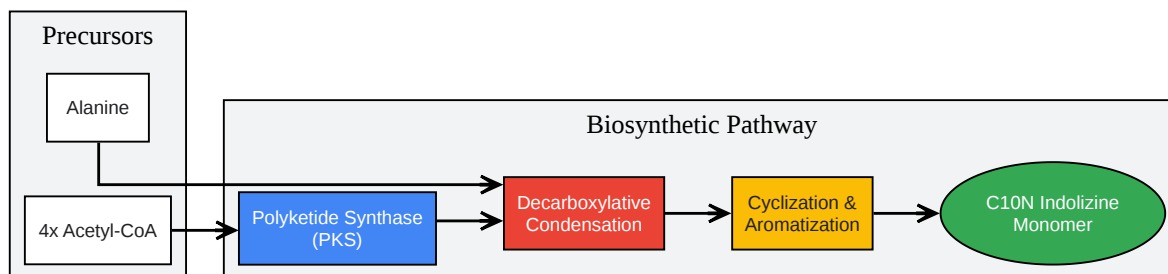 Precursors
Alanine
4x Acetyl-CoA
Biosynthetic Pathway
Polyketide Synthase
(PKS)
Decarboxylative
Condensation
Cyclization &
Aromatization
C10N Indolizine
Monomer